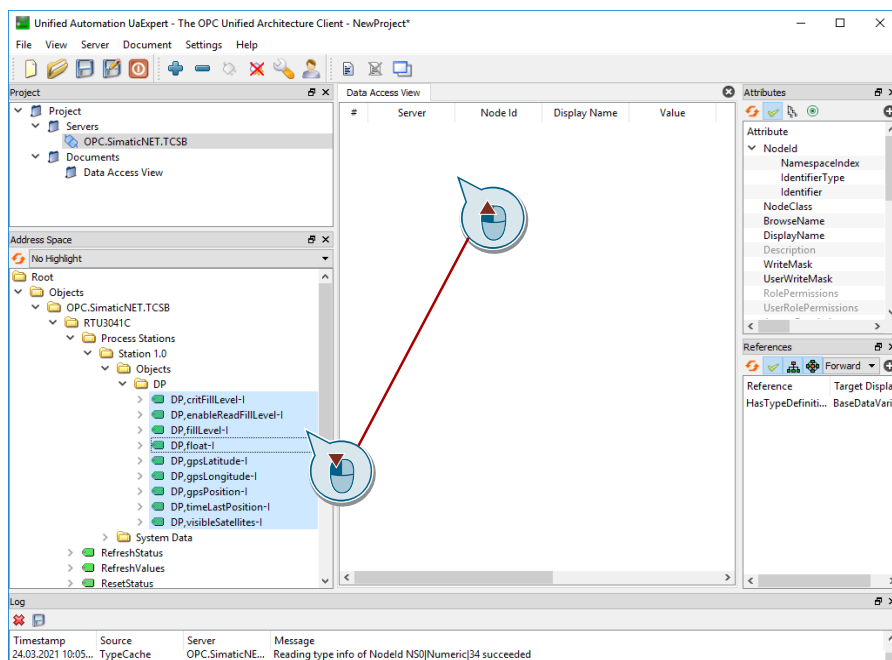 Unified Automation UaExpert - The OPC Unified Architecture Client - NewProject*
File View Server Document Settings Help
Project
Project
Servers
OPC.SimaticNET.TCSB
Documents
Data Access View
Address Space
No Highlight
Root
Objects
OPC.SimaticNET.TCSB
RTU3041C
Process Stations
Station 1.0
Objects
DP
DP,critFillLevel-I
DP,enableReadFillLevel-I
DP,fillLevel-I
DP,float-I
DP,gpsLatitude-I
DP,gpsLongitude-I
DP,gpsPosition-I
DP,timeLastPosition-I
DP,visibleSatellites-I
System Data
RefreshStatus
RefreshValues
ResetStatus
Data Access View
# Server Node Id Display Name Value
Attributes
Attribute
NodeId
NamespaceIndex
IdentifierType
Identifier
NodeClass
BrowseName
DisplayName
Description
WriteMask
UserWriteMask
RolePermissions
UserRolePermissions
References
Forward
Reference Target Displa
HasTypeDefiniti... BaseDataVari
Log
Timestamp Source Server Message
24.03.2021 10:05... TypeCache OPC.SimaticNE... Reading type info of NodeId NS0|Numeric|34 succeeded